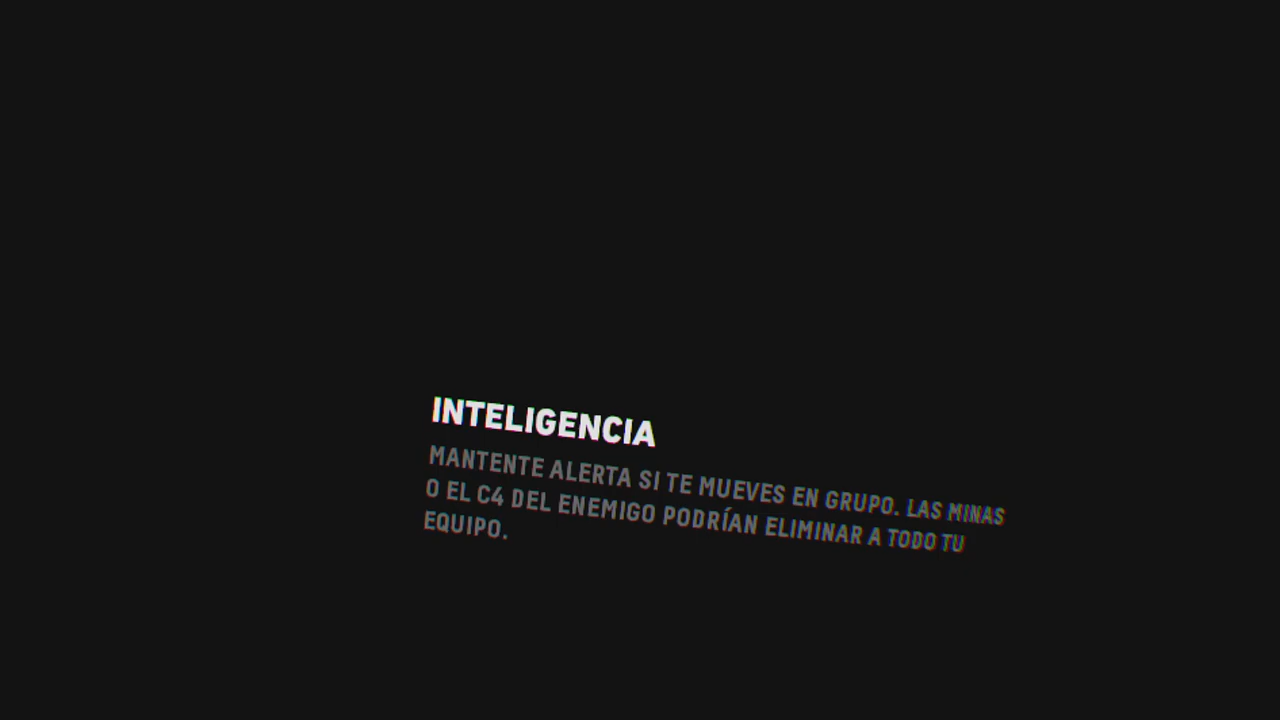 INTELIGENCIA
MANTENTE ALERTA SI TE MUEVES EN GRUPO. LAS MINAS
O EL C4 DEL ENEMIGO PODRÍAN ELIMINAR A TODO TU
EQUIPO.